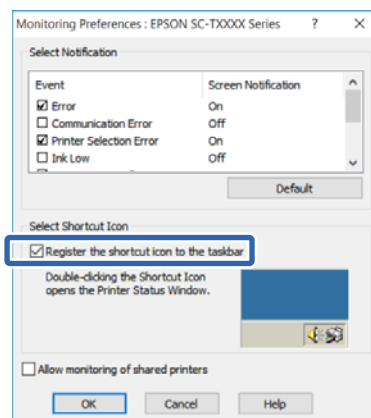 Monitoring Preferences : EPSON SC-TXXXX Series ? ×
Select Notification
Event Screen Notification
Error On
Communication Error Off
Printer Selection Error On
Ink Low Off
Default
Select Shortcut Icon
Register the shortcut icon to the taskbar
Double-clicking the Shortcut Icon
opens the Printer Status Window.
Allow monitoring of shared printers
OK Cancel Help